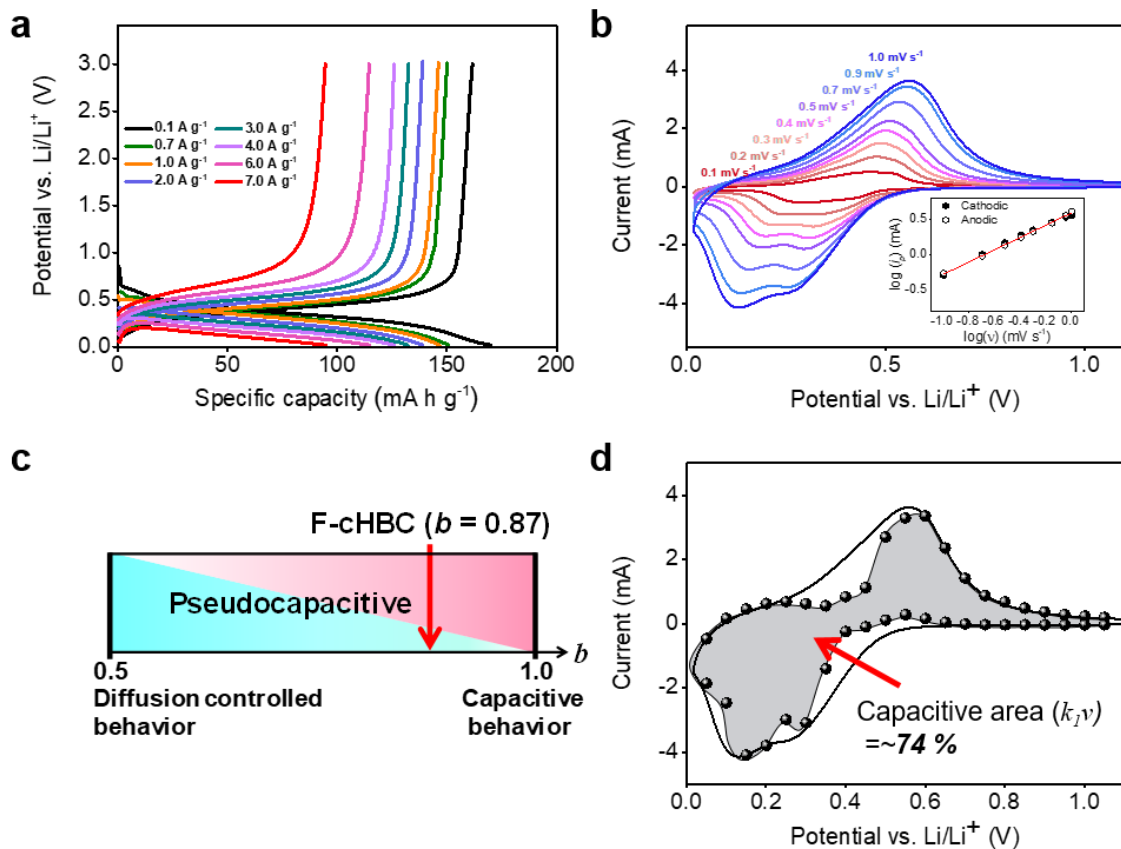 a
Potential vs. Li/Li⁺ (V)
3.0
2.5
2.0
1.5
1.0
0.5
0.0
0.1 A g⁻¹
0.7 A g⁻¹
1.0 A g⁻¹
2.0 A g⁻¹
3.0 A g⁻¹
4.0 A g⁻¹
6.0 A g⁻¹
7.0 A g⁻¹
0 50 100 150 200
Specific capacity (mA h g⁻¹)
b
Current (mA)
4
2
0
-2
-4
1.0 mV s⁻¹
0.9 mV s⁻¹
0.7 mV s⁻¹
0.5 mV s⁻¹
0.4 mV s⁻¹
0.3 mV s⁻¹
0.2 mV s⁻¹
0.1 mV s⁻¹
Cathodic
Anodic
log (iₚ) (mA)
0.5
0.0
-0.5
-1.0 -0.8 -0.6 -0.4 -0.2 0.0
log(ν) (mV s⁻¹)
0.0 0.5 1.0
Potential vs. Li/Li⁺ (V)
c
F-cHBC (b = 0.87)
Pseudocapacitive
0.5 1.0 b
Diffusion controlled
behavior
Capacitive
behavior
d
Current (mA)
4
2
0
-2
-4
Capacitive area (k₁ν)
=~74 %
0.0 0.2 0.4 0.6 0.8 1.0
Potential vs. Li/Li⁺ (V)